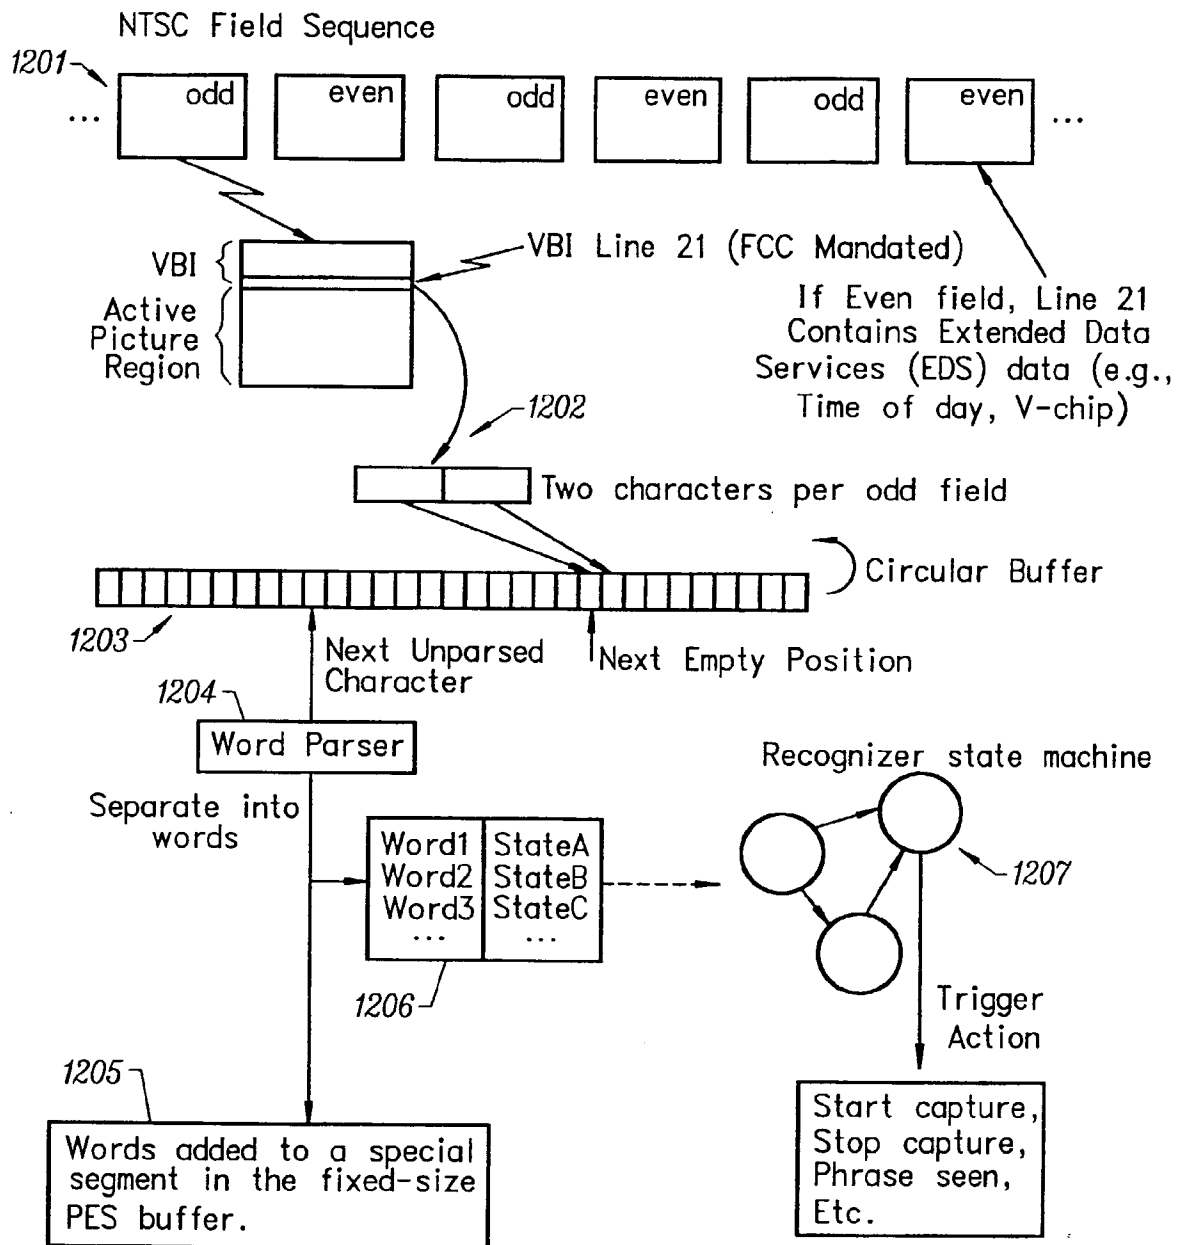 NTSC Field Sequence
1201
... odd even odd even odd even ...
VBI
VBI Line 21 (FCC Mandated)
Active
Picture
Region
If Even field, Line 21
Contains Extended Data
Services (EDS) data (e.g.,
Time of day, V-chip)
1202
Two characters per odd field
Circular Buffer
1203
Next Unparsed
Character
Next Empty Position
1204
Word Parser
Separate into
words
Recognizer state machine
Word1 StateA
Word2 StateB
Word3 StateC
... ...
1206
1207
Trigger
Action
1205
Words added to a special
segment in the fixed-size
PES buffer.
Start capture,
Stop capture,
Phrase seen,
Etc.